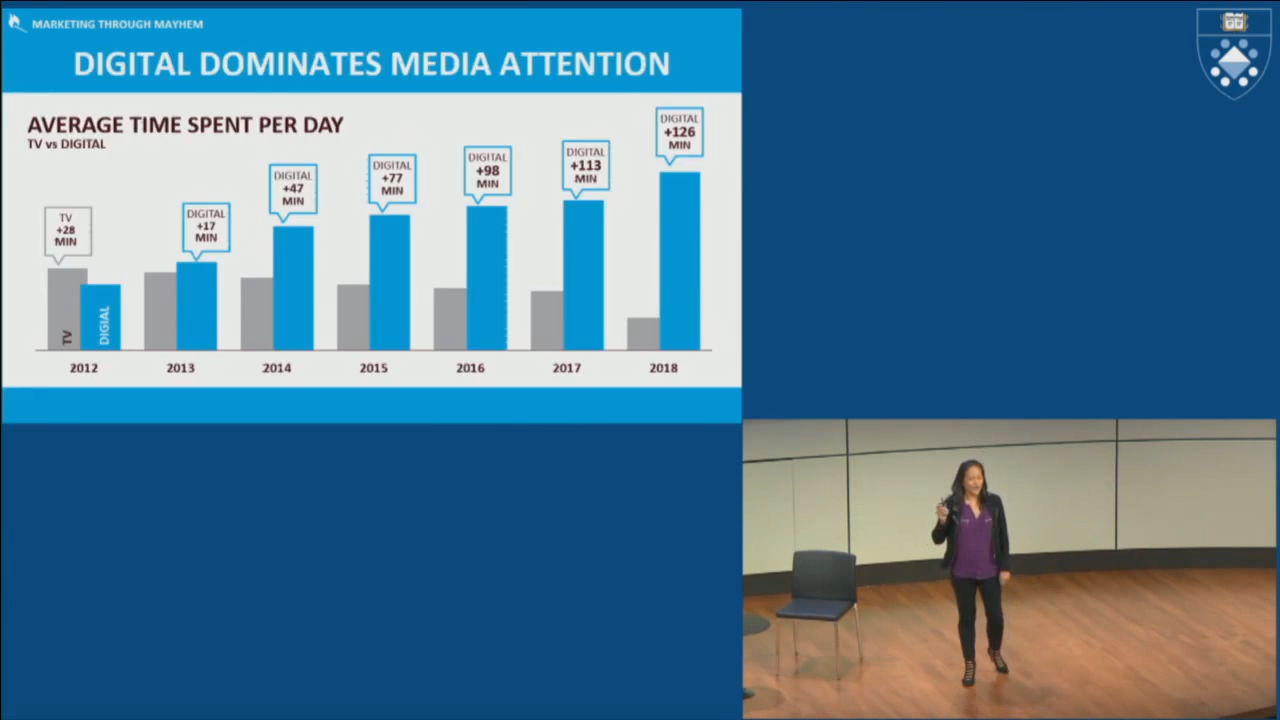 MARKETING THROUGH MAYHEM
DIGITAL DOMINATES MEDIA ATTENTION
AVERAGE TIME SPENT PER DAY
TV vs DIGITAL
TV
+28
MIN
DIGITAL
+17
MIN
DIGITAL
+47
MIN
DIGITAL
+77
MIN
DIGITAL
+98
MIN
DIGITAL
+113
MIN
DIGITAL
+126
MIN
TV
DIGIAL
2012
2013
2014
2015
2016
2017
2018